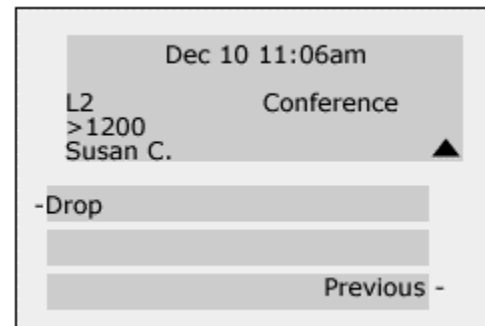 Dec 10 11:06am
L2 Conference
>1200
Susan C.
-Drop
Previous -